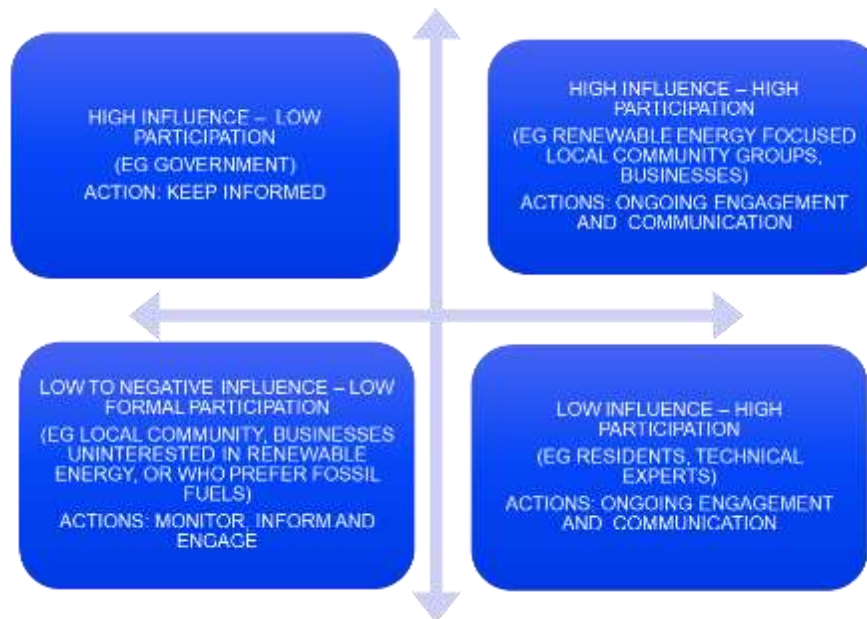 HIGH INFLUENCE – LOW
PARTICIPATION
(EG GOVERNMENT)
ACTION: KEEP INFORMED
HIGH INFLUENCE – HIGH
PARTICIPATION
(EG RENEWABLE ENERGY FOCUSED
LOCAL COMMUNITY GROUPS,
BUSINESSES)
ACTIONS: ONGOING ENGAGEMENT
AND COMMUNICATION
LOW TO NEGATIVE INFLUENCE – LOW
FORMAL PARTICIPATION
(EG LOCAL COMMUNITY, BUSINESSES
UNINTERESTED IN RENEWABLE
ENERGY, OR WHO PREFER FOSSIL
FUELS)
ACTIONS: MONITOR, INFORM AND
ENGAGE
LOW INFLUENCE – HIGH
PARTICIPATION
(EG RESIDENTS, TECHNICAL
EXPERTS)
ACTIONS: ONGOING ENGAGEMENT
AND COMMUNICATION